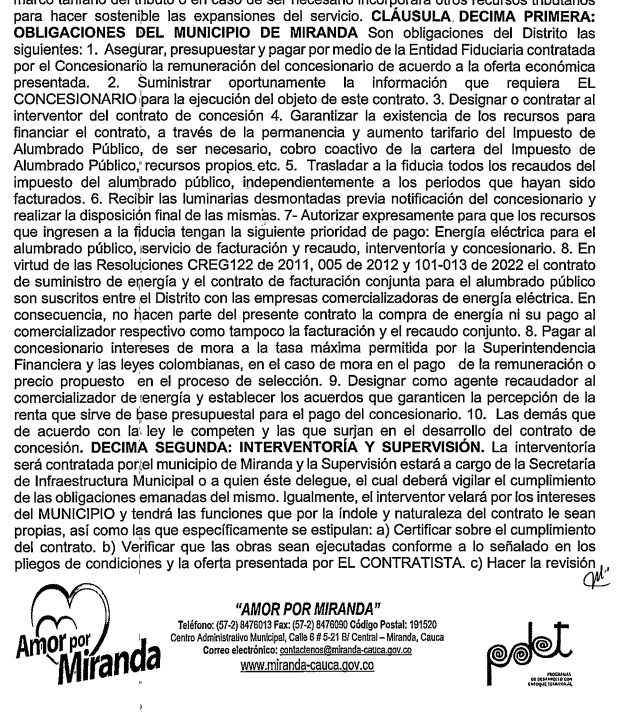 marco tarifario del tributo o en caso de ser necesario incorporará otros recursos tributarios
para hacer sostenible las expansiones del servicio. CLÁUSULA DECIMA PRIMERA:
OBLIGACIONES DEL MUNICIPIO DE MIRANDA Son obligaciones del Distrito las
siguientes: 1. Asegurar, presupuestar y pagar por medio de la Entidad Fiduciaria contratada
por el Concesionario la remuneración del concesionario de acuerdo a la oferta económica
presentada. 2. Suministrar oportunamente la información que requiera EL
CONCESIONARIO para la ejecución del objeto de este contrato. 3. Designar o contratar al
interventor del contrato de concesión 4. Garantizar la existencia de los recursos para
financiar el contrato, a través de la permanencia y aumento tarifario del Impuesto de
Alumbrado Público, de ser necesario, cobro coactivo de la cartera del Impuesto de
Alumbrado Público, recursos propios etc. 5. Trasladar a la fiducia todos los recaudos del
impuesto del alumbrado público, independientemente a los periodos que hayan sido
facturados. 6. Recibir las luminarias desmontadas previa notificación del concesionario y
realizar la disposición final de las mismas. 7- Autorizar expresamente para que los recursos
que ingresen a la fiducia tengan la siguiente prioridad de pago: Energía eléctrica para el
alumbrado público, servicio de facturación y recaudo, interventoría y concesionario. 8. En
virtud de las Resoluciones CREG122 de 2011, 005 de 2012 y 101-013 de 2022 el contrato
de suministro de energía y el contrato de facturación conjunta para el alumbrado público
son suscritos entre el Distrito con las empresas comercializadoras de energía eléctrica. En
consecuencia, no hacen parte del presente contrato la compra de energía ni su pago al
comercializador respectivo como tampoco la facturación y el recaudo conjunto. 8. Pagar al
concesionario intereses de mora a la tasa máxima permitida por la Superintendencia
Financiera y las leyes colombianas, en el caso de mora en el pago de la remuneración o
precio propuesto en el proceso de selección. 9. Designar como agente recaudador al
comercializador de energía y establecer los acuerdos que garanticen la percepción de la
renta que sirve de base presupuestal para el pago del concesionario. 10. Las demás que
de acuerdo con la ley le competen y las que surjan en el desarrollo del contrato de
concesión. DECIMA SEGUNDA: INTERVENTORÍA Y SUPERVISIÓN. La interventoría
será contratada por el municipio de Miranda y la Supervisión estará a cargo de la Secretaría
de Infraestructura Municipal o a quien éste delegue, el cual deberá vigilar el cumplimiento
de las obligaciones emanadas del mismo. Igualmente, el interventor velará por los intereses
del MUNICIPIO y tendrá las funciones que por la índole y naturaleza del contrato le sean
propias, así como las que específicamente se estipulan: a) Certificar sobre el cumplimiento
del contrato. b) Verificar que las obras sean ejecutadas conforme a lo señalado en los
pliegos de condiciones y la oferta presentada por EL CONTRATISTA. c) Hacer la revisión
Amor por
Miranda
"AMOR POR MIRANDA"
Teléfono: (57-2) 8476013 Fax: (57-2) 8476090 Código Postal: 191520
Centro Administrativo Municipal, Calle 6 # 5-21 B/ Central – Miranda, Cauca
Correo electrónico: contactenos@miranda-cauca.gov.co
www.miranda-cauca.gov.co
pdet
PROGRAMAS
DE DESARROLLO CON
ENFOQUE TERRITORIAL